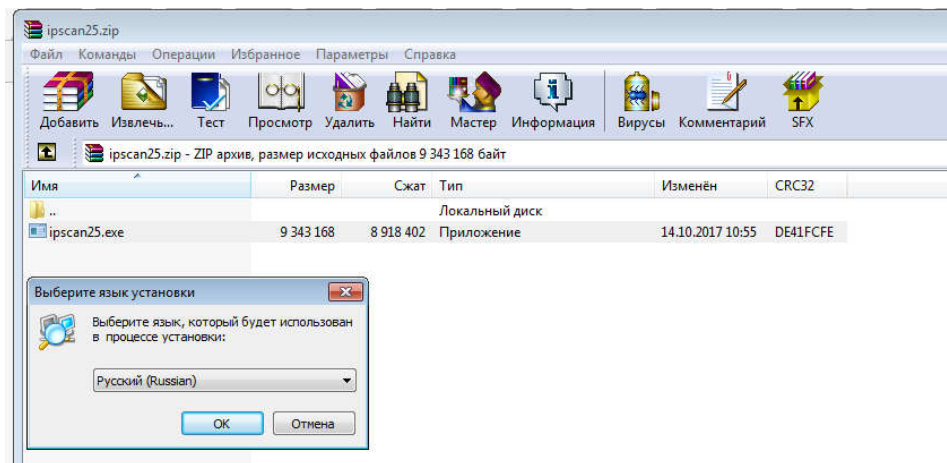 ipscan25.zip
Файл Команды Операции Избранное Параметры Справка
Добавить Извлечь... Тест Просмотр Удалить Найти Мастер Информация Вирусы Комментарий SFX
ipscan25.zip - ZIP архив, размер исходных файлов 9 343 168 байт
Имя Размер Сжат Тип Изменён CRC32
.. Локальный диск
ipscan25.exe 9 343 168 8 918 402 Приложение 14.10.2017 10:55 DE41FCFE
Выберите язык установки
Выберите язык, который будет использован
в процессе установки:
Русский (Russian)
OK Отмена